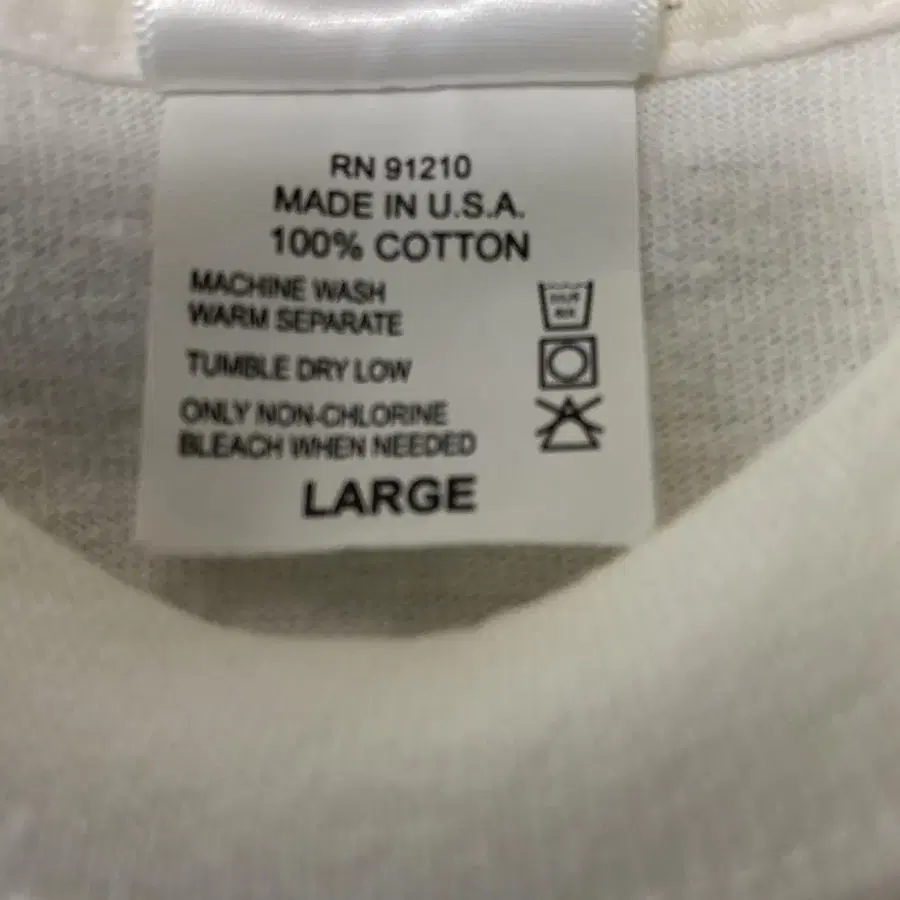 RN 91210
MADE IN U.S.A.
100% COTTON
MACHINE WASH
WARM SEPARATE
TUMBLE DRY LOW
ONLY NON-CHLORINE
BLEACH WHEN NEEDED
LARGE